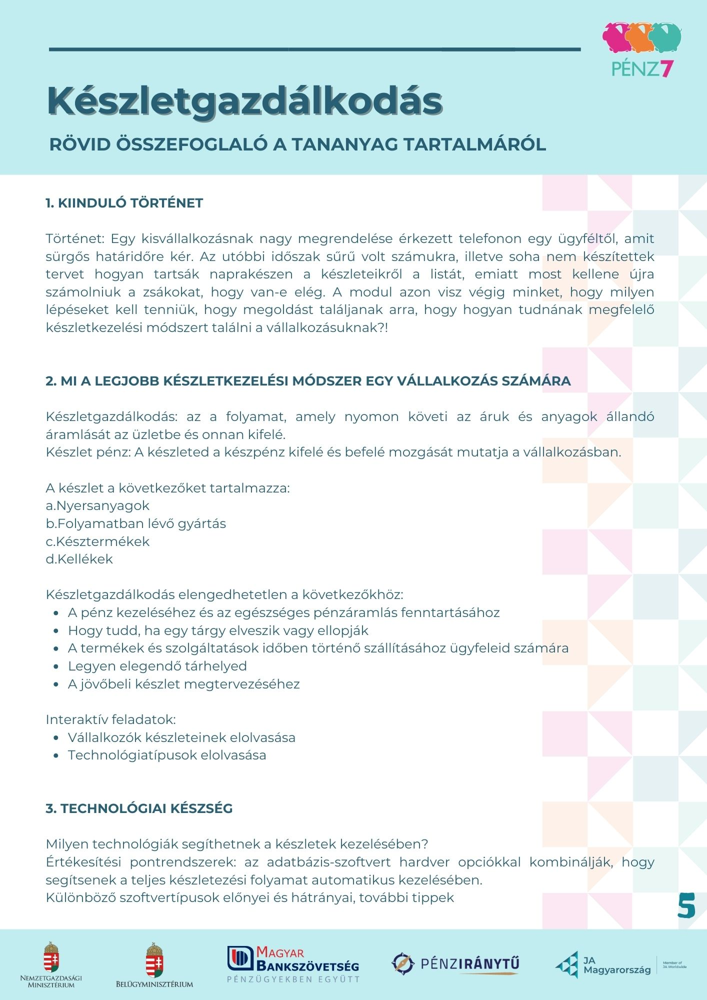 PÉNZ7
Készletgazdálkodás
RÖVID ÖSSZEFOGLALÓ A TANANYAG TARTALMÁRÓL
1. KIINDULÓ TÖRTÉNET
Történet: Egy kisvállalkozásnak nagy megrendelése érkezett telefonon egy ügyféltől, amit
sürgős határidőre kér. Az utóbbi időszak sűrű volt számukra, illetve soha nem készítettek
tervet hogyan tartsák naprakészen a készleteikről a listát, emiatt most kellene újra
számolniuk a zsákokat, hogy van-e elég. A modul azon visz végig minket, hogy milyen
lépéseket kell tenniük, hogy megoldást találjanak arra, hogy hogyan tudnának megfelelő
készletkezelési módszert találni a vállalkozásuknak?!
2. MI A LEGJOBB KÉSZLETKEZELÉSI MÓDSZER EGY VÁLLALKOZÁS SZÁMÁRA
Készletgazdálkodás: az a folyamat, amely nyomon követi az áruk és anyagok állandó
áramlását az üzletbe és onnan kifelé.
Készlet pénz: A készleted a készpénz kifelé és befelé mozgását mutatja a vállalkozásban.
A készlet a következőket tartalmazza:
a.Nyersanyagok
b.Folyamatban lévő gyártás
c.Késztermékek
d.Kellékek
Készletgazdálkodás elengedhetetlen a következőkhöz:
• A pénz kezeléséhez és az egészséges pénzáramlás fenntartásához
• Hogy tudd, ha egy tárgy elveszik vagy ellopják
• A termékek és szolgáltatások időben történő szállításához ügyfeleid számára
• Legyen elegendő tárhelyed
• A jövőbeli készlet megtervezéséhez
Interaktív feladatok:
• Vállalkozók készleteinek elolvasása
• Technológiatípusok elolvasása
3. TECHNOLÓGIAI KÉSZSÉG
Milyen technológiák segíthetnek a készletek kezelésében?
Értékesítési pontrendszerek: az adatbázis-szoftvert hardver opciókkal kombinálják, hogy
segítsenek a teljes készletezési folyamat automatikus kezelésében.
Különböző szoftvertípusok előnyei és hátrányai, további tippek
5
NEMZETGAZDASÁGI
MINISZTÉRIUM
BELÜGYMINISZTÉRIUM
MAGYAR
BANKSZÖVETSÉG
PÉNZÜGYEKBEN EGYÜTT
PÉNZIRÁNYTŰ
JA
Magyarország
Member of
JA Worldwide